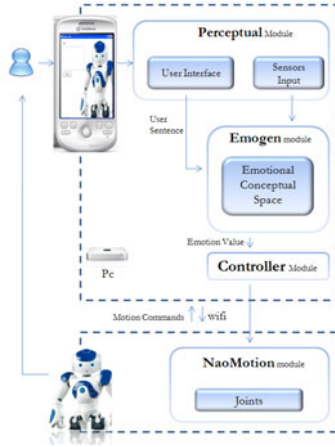 Perceptual Module
User Interface
Sensors
Input
User
Sentence
Emogen module
Emotional
Conceptual
Space
Emotion Value
Pc
Controller Module
Motion Commands
wifi
NaoMotion module
Joints